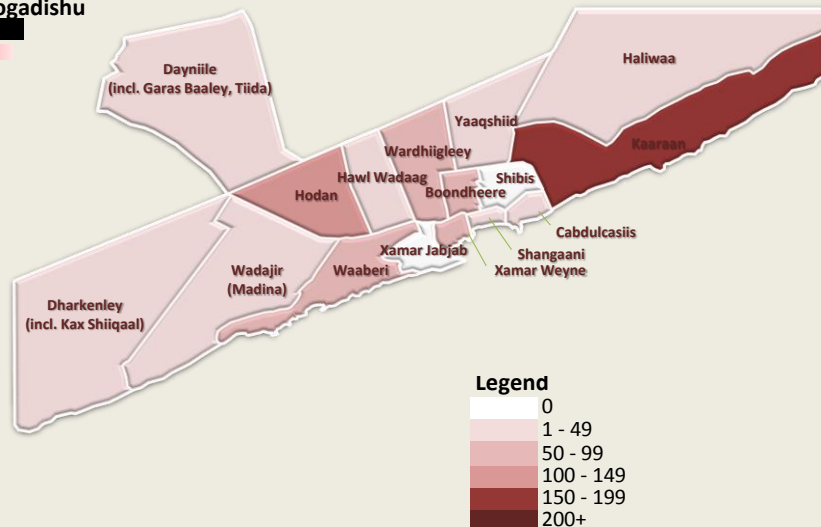 ogadishu
Dayniile
(incl. Garas Baaley, Tiida)
Haliwaa
Yaaqshiid
Kaaraan
Wardhiigleey
Hawl Wadaag
Shibis
Hodan
Boondheere
Cabdulcasiis
Xamar Jabjab
Shangaani
Wadajir
(Madina)
Waaberi
Xamar Weyne
Dharkenley
(incl. Kax Shiiqaal)
Legend
0
1 - 49
50 - 99
100 - 149
150 - 199
200+